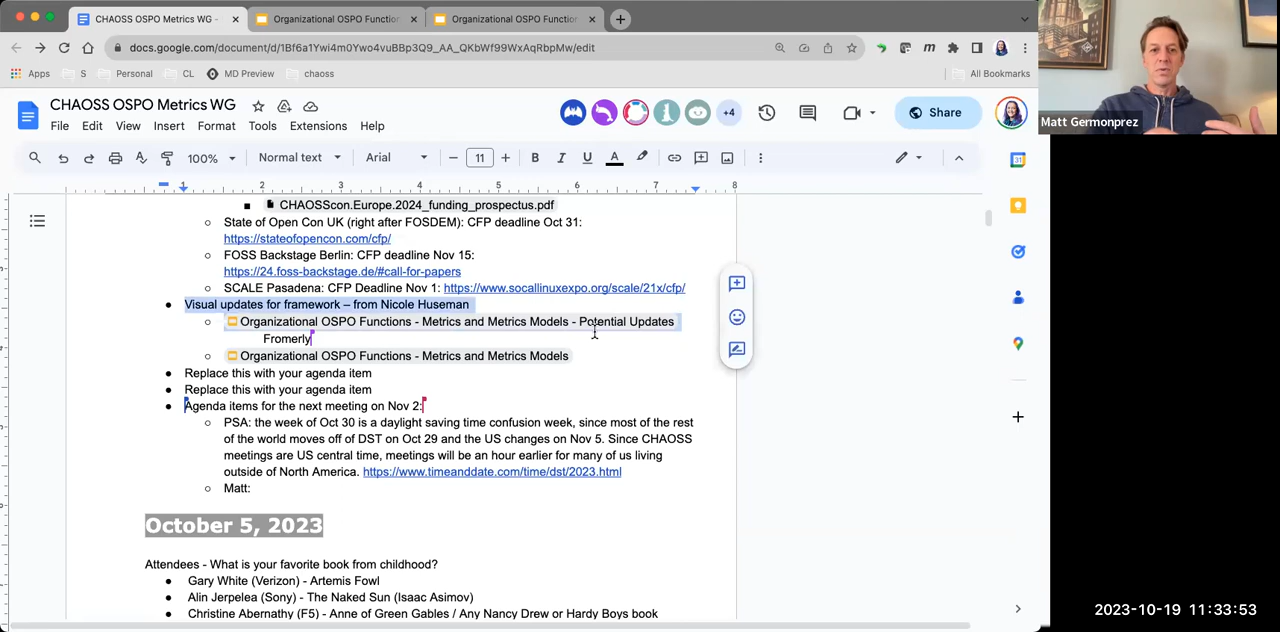 CHAOSS OSPO Metrics WG -
Organizational OSPO Function
Organizational OSPO Function
docs.google.com/document/d/1Bf6a1Ywi4m0Ywo4vuBBp3Q9_AA_QKbWf99WxAqRbpMw/edit
Apps S Personal CL MD Preview chaoss All Bookmarks
CHAOSS OSPO Metrics WG
+4
Share
File Edit View Insert Format Tools Extensions Help
100% Normal text Arial 11
1 2 3 4 5 6 7 8
CHAOSScon.Europe.2024_funding_prospectus.pdf
State of Open Con UK (right after FOSDEM): CFP deadline Oct 31:
https://stateofopencon.com/cfp/
FOSS Backstage Berlin: CFP deadline Nov 15:
https://24.foss-backstage.de/#call-for-papers
SCALE Pasadena: CFP Deadline Nov 1: https://www.socallinuxexpo.org/scale/21x/cfp/
Visual updates for framework – from Nicole Huseman
Organizational OSPO Functions - Metrics and Metrics Models - Potential Updates
Fromerly
Organizational OSPO Functions - Metrics and Metrics Models
Replace this with your agenda item
Replace this with your agenda item
Agenda items for the next meeting on Nov 2:
PSA: the week of Oct 30 is a daylight saving time confusion week, since most of the rest
of the world moves off of DST on Oct 29 and the US changes on Nov 5. Since CHAOSS
meetings are US central time, meetings will be an hour earlier for many of us living
outside of North America. https://www.timeanddate.com/time/dst/2023.html
Matt:
October 5, 2023
Attendees - What is your favorite book from childhood?
Gary White (Verizon) - Artemis Fowl
Alin Jerpelea (Sony) - The Naked Sun (Isaac Asimov)
Christine Abernathy (F5) - Anne of Green Gables / Any Nancy Drew or Hardy Boys book
Matt Germonprez
2023-10-19 11:33:53